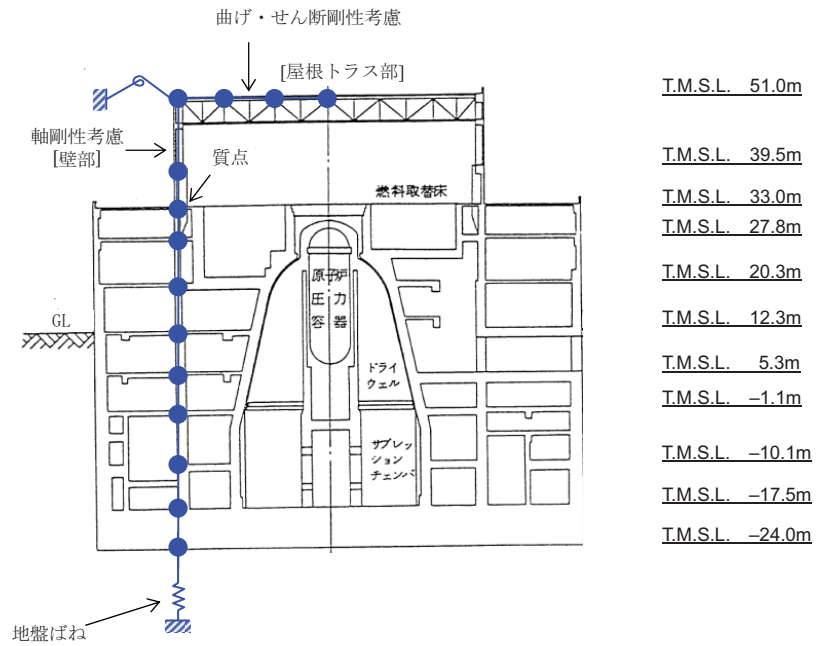 曲げ・せん断剛性考慮
[屋根トラス部]
T.M.S.L. 51.0m
軸剛性考慮
[壁部]
質点
T.M.S.L. 39.5m
燃料取替床
T.M.S.L. 33.0m
T.M.S.L. 27.8m
原子炉
圧力
容器
T.M.S.L. 20.3m
GL
T.M.S.L. 12.3m
ドライ
ウェル
T.M.S.L. 5.3m
T.M.S.L. –1.1m
サプレッ
ション
チェンバ
T.M.S.L. –10.1m
T.M.S.L. –17.5m
T.M.S.L. –24.0m
地盤ばね